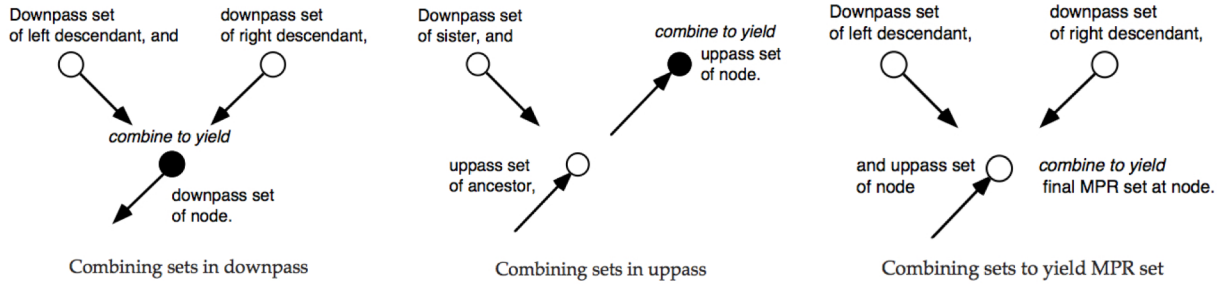 Downpass set
of left descendant, and
downpass set
of right descendant,
combine to yield
downpass set
of node.
Combining sets in downpass
Downpass set
of sister, and
combine to yield
uppass set
of node.
uppass set
of ancestor,
Combining sets in uppass
Downpass set
of left descendant,
downpass set
of right descendant,
and uppass set
of node
combine to yield
final MPR set at node.
Combining sets to yield MPR set